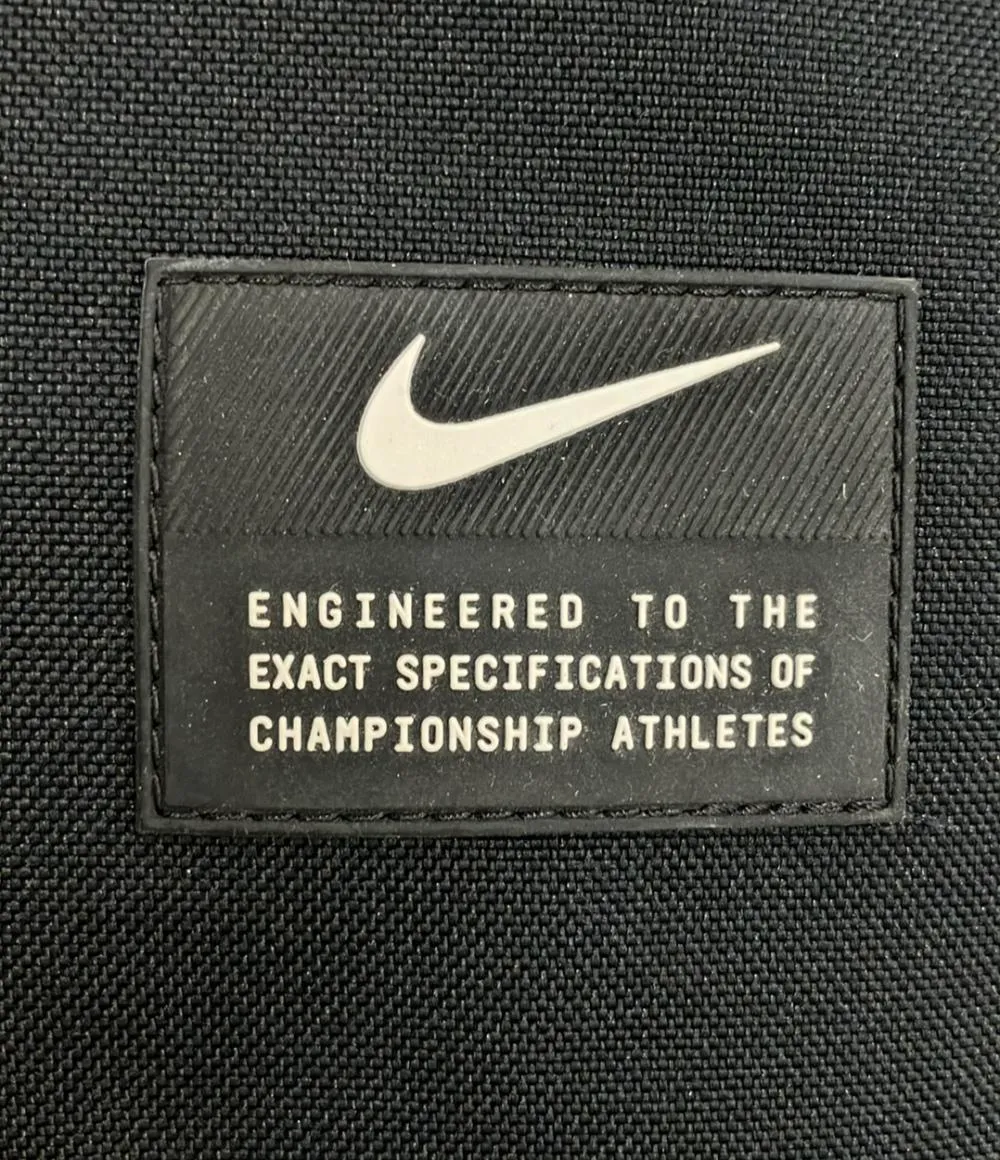 ENGINEERED TO THE
EXACT SPECIFICATIONS OF
CHAMPIONSHIP ATHLETES